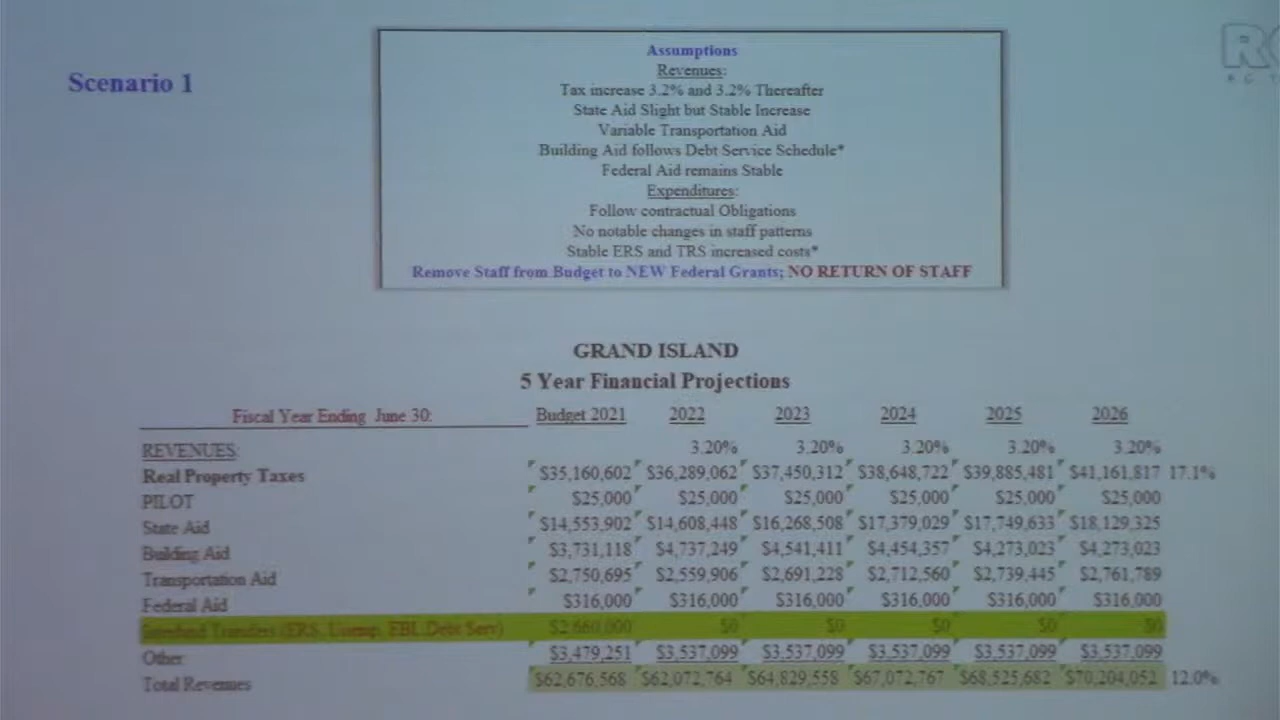 Scenario 1
Assumptions
Revenues:
Tax increase 3.2% and 3.2% Thereafter
State Aid Slight but Stable Increase
Variable Transportation Aid
Building Aid follows Debt Service Schedule*
Federal Aid remains Stable
Expenditures:
Follow contractual Obligations
No notable changes in staff patterns
Stable ERS and TRS increased costs*
Remove Staff from Budget to NEW Federal Grants; NO RETURN OF STAFF
GRAND ISLAND
5 Year Financial Projections
Fiscal Year Ending June 30: Budget 2021 2022 2023 2024 2025 2026
REVENUES: 3.20% 3.20% 3.20% 3.20% 3.20%
Real Property Taxes $35,160,602 $36,289,062 $37,450,312 $38,648,722 $39,885,481 $41,161,817 17.1%
PILOT $25,000 $25,000 $25,000 $25,000 $25,000 $25,000
State Aid $14,553,902 $14,608,448 $16,268,508 $17,379,029 $17,749,633 $18,129,325
Building Aid $3,731,118 $4,737,249 $4,541,411 $4,454,357 $4,273,023 $4,273,023
Transportation Aid $2,750,695 $2,559,906 $2,691,228 $2,712,560 $2,739,445 $2,761,789
Federal Aid $316,000 $316,000 $316,000 $316,000 $316,000 $316,000
Transfers (ERS, EBL, Debt Serv) $2,660,000 $0 $0 $0 $0 $0
Other $3,479,251 $3,537,099 $3,537,099 $3,537,099 $3,537,099 $3,537,099
Total Revenues $62,676,568 $62,072,764 $64,829,558 $67,072,767 $68,525,682 $70,204,052 12.0%